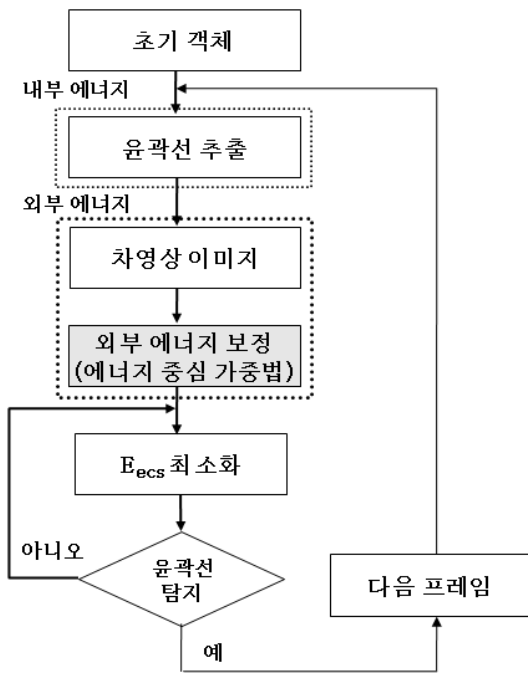 초기 객체
내부 에너지
윤곽선 추출
외부 에너지
차영상 이미지
외부 에너지 보정
(에너지 중심 가중법)
E_ecs 최소화
아니오
윤곽선
탐지
다음 프레임
예